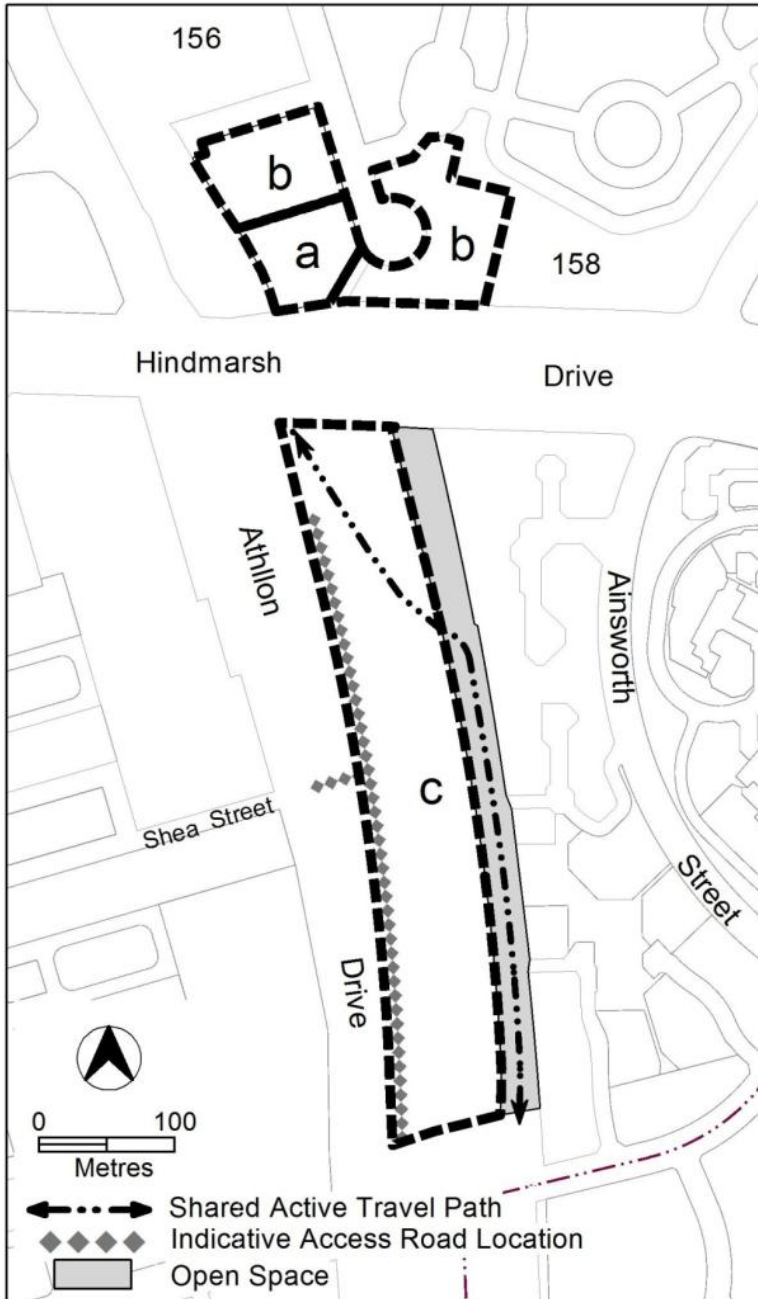 156
b
a
b
158
Hindmarsh Drive
Athllon
Ainsworth
c
Shea Street
Street
Drive
0 100
Metres
Shared Active Travel Path
Indicative Access Road Location
Open Space